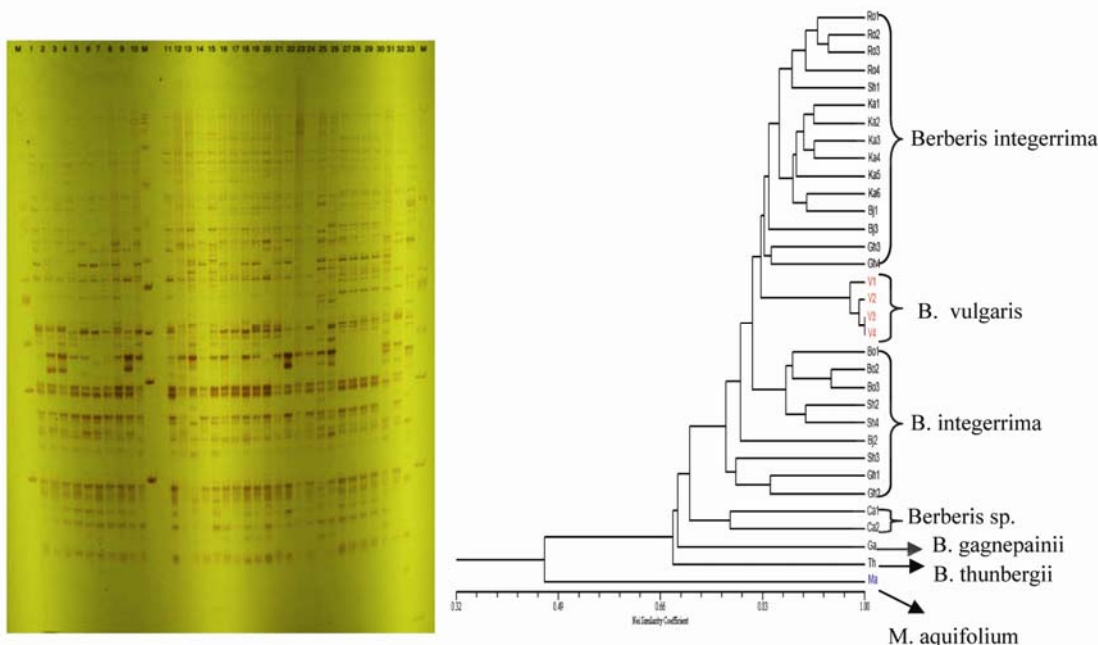 M 1 2 3 4 5 6 7 8 9 10 M 11 12 13 14 15 16 17 18 19 20 21 22 23 24 25 26 27 28 29 30 31 32 33 M
Ro1
Ro2
Ro3
Ro4
Sh1
Ka1
Ka2
Ka3
Ka4
Ka5
Ka6
Bj1
Bj3
Gh3
Gh4
Berberis integerrima
V1
V2
V3
V4
B. vulgaris
Bo1
Bo2
Bo3
Sh2
Sh4
Bj2
Sh3
Gh1
Gh2
B. integerrima
Ca1
Ca2
Berberis sp.
Ga
B. gagnepainii
Th
B. thunbergii
Ma
M. aquifolium
0.32 0.49 0.66 0.83 1.00
Nei Similarity Coefficient